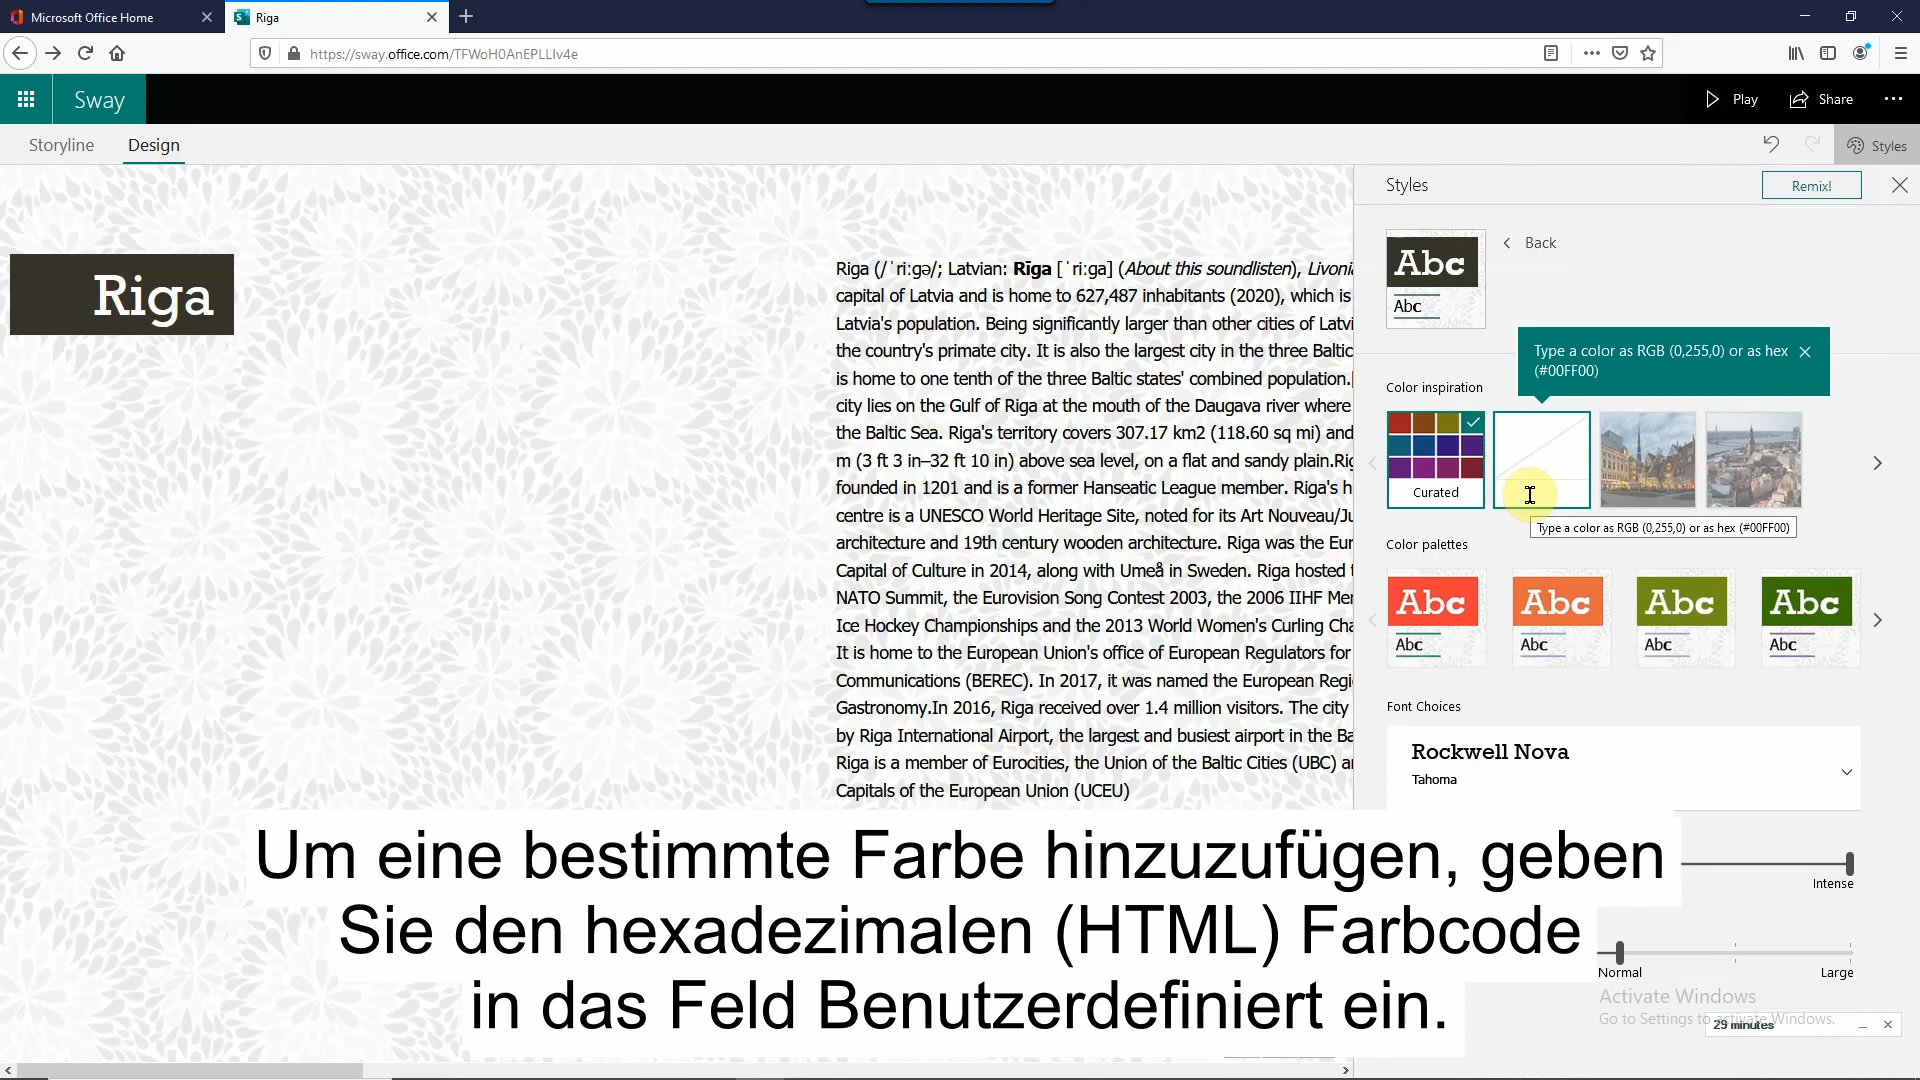 Microsoft Office Home
Riga
https://sway.office.com/TFWoH0AnEPLLIv4e
Sway
Play
Share
Storyline
Design
Styles
Styles
Remix!
Abc
Abc
Back
Type a color as RGB (0,255,0) or as hex
(#00FF00)
Riga
Riga (/ˈriːɡə/; Latvian: Rīga [ˈriːɡa] (About this soundlisten), Livoni
capital of Latvia and is home to 627,487 inhabitants (2020), which is
Latvia's population. Being significantly larger than other cities of Latvi
the country's primate city. It is also the largest city in the three Baltic
is home to one tenth of the three Baltic states' combined population.[
city lies on the Gulf of Riga at the mouth of the Daugava river where
the Baltic Sea. Riga's territory covers 307.17 km2 (118.60 sq mi) and
m (3 ft 3 in–32 ft 10 in) above sea level, on a flat and sandy plain.Rig
founded in 1201 and is a former Hanseatic League member. Riga's h
centre is a UNESCO World Heritage Site, noted for its Art Nouveau/Ju
architecture and 19th century wooden architecture. Riga was the Eur
Capital of Culture in 2014, along with Umeå in Sweden. Riga hosted t
NATO Summit, the Eurovision Song Contest 2003, the 2006 IIHF Mer
Ice Hockey Championships and the 2013 World Women's Curling Cha
It is home to the European Union's office of European Regulators for
Communications (BEREC). In 2017, it was named the European Regi
Gastronomy.In 2016, Riga received over 1.4 million visitors. The city
by Riga International Airport, the largest and busiest airport in the Ba
Riga is a member of Eurocities, the Union of the Baltic Cities (UBC) an
Capitals of the European Union (UCEU)
Color inspiration
Curated
Type a color as RGB (0,255,0) or as hex (#00FF00)
Color palettes
Abc Abc Abc Abc
Abc Abc Abc Abc
Font Choices
Rockwell Nova
Tahoma
Intense
Normal Large
Um eine bestimmte Farbe hinzuzufügen, geben
Sie den hexadezimalen (HTML) Farbcode
in das Feld Benutzerdefiniert ein.
Activate Windows
Go to Settings to activate Windows.
29 minutes